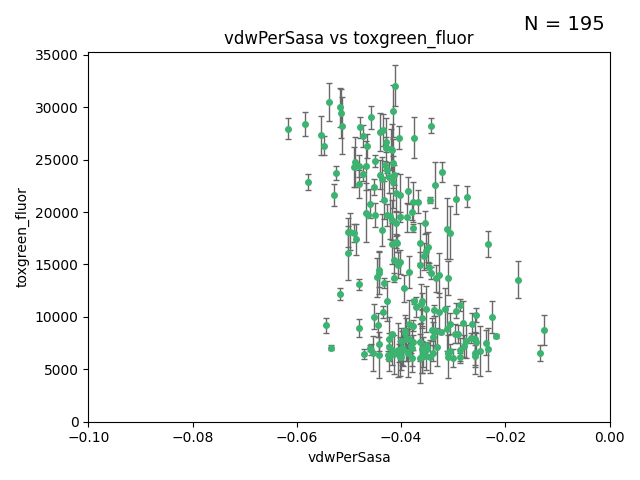 N = 195
vdwPerSasa vs toxgreen_fluor
toxgreen_fluor
35000
30000
25000
20000
15000
10000
5000
0
−0.10 −0.08 −0.06 −0.04 −0.02 0.00
vdwPerSasa